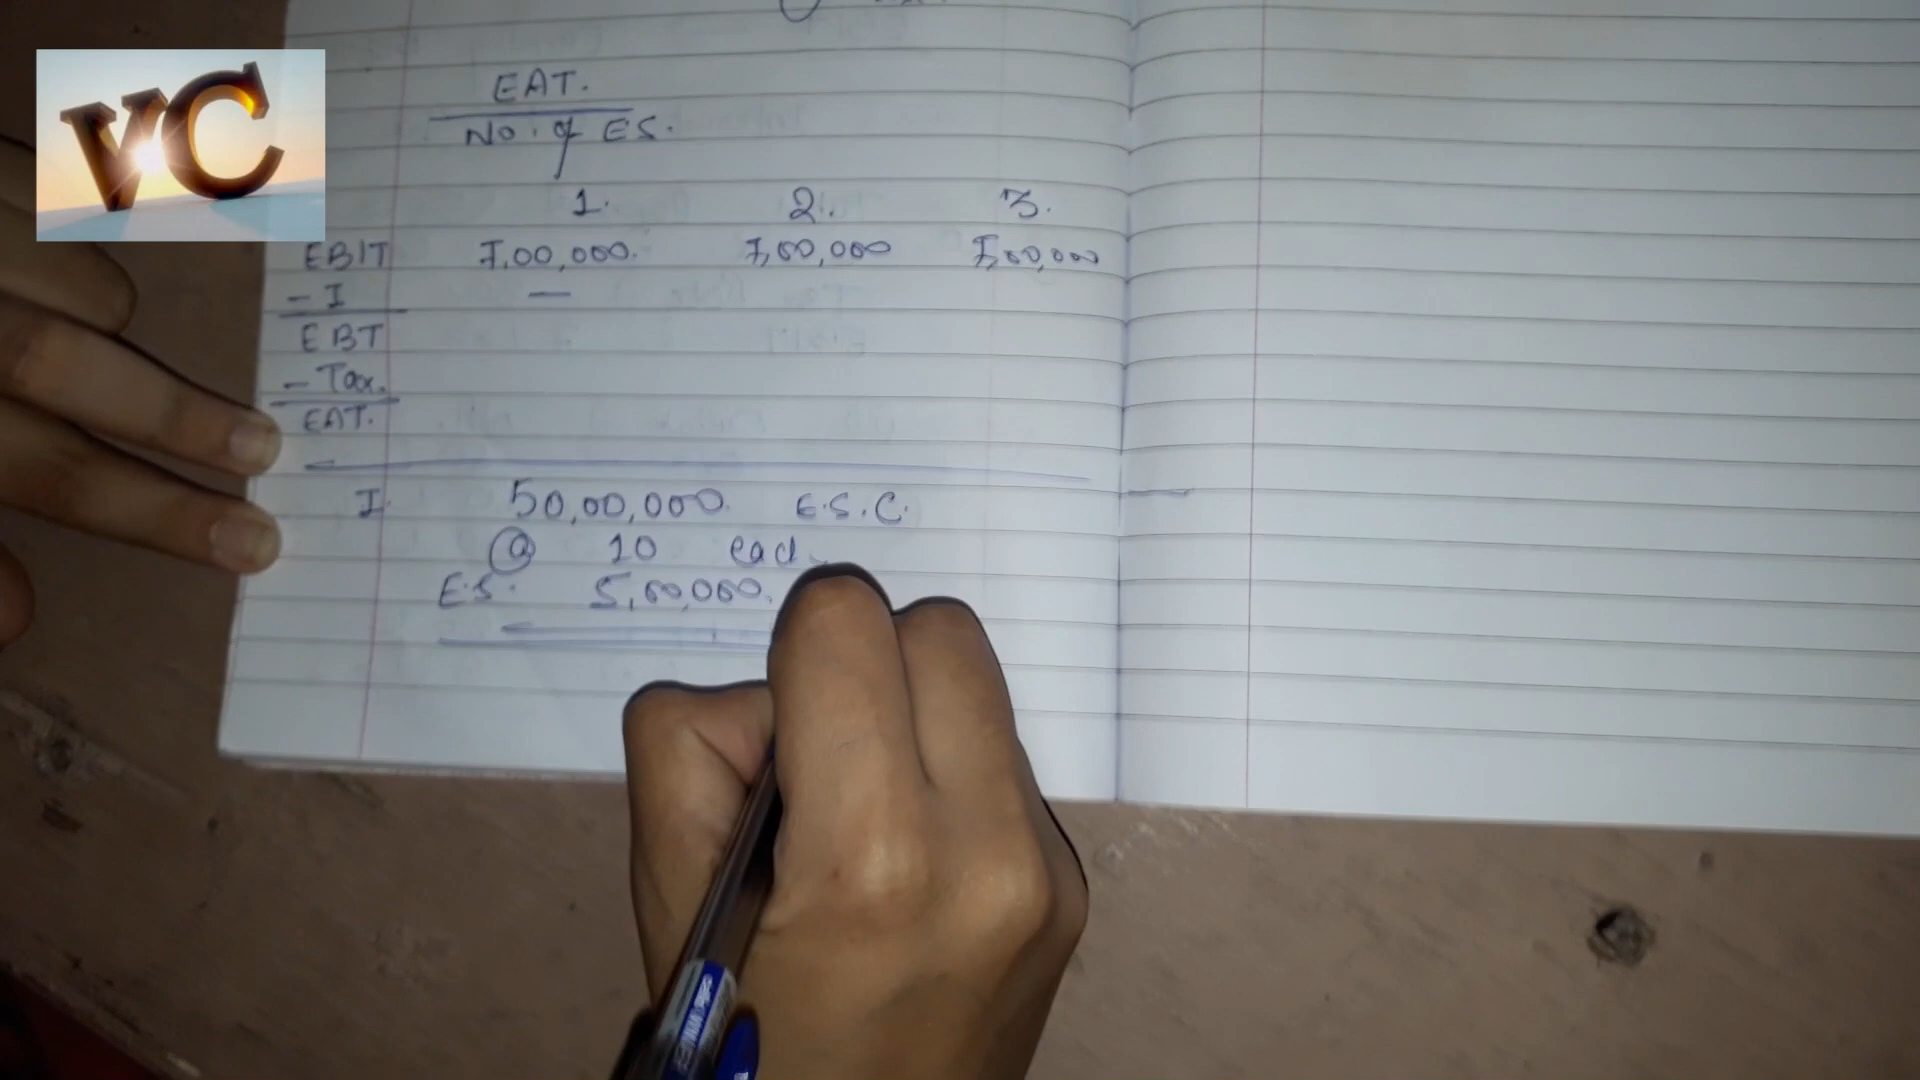 VC
EAT.
No. of E.S.
1. 2. 3.
EBIT 7,00,000. 7,00,000 7,00,000
- I —
EBT
- Tax.
EAT.
I. 50,00,000. E.S.C.
@ 10 each
E.S. 5,00,000.